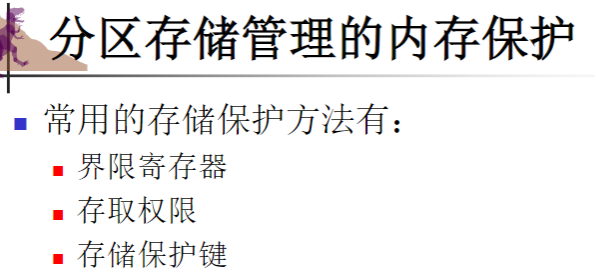 分区存储管理的内存保护
常用的存储保护方法有：
界限寄存器
存取权限
存储保护键